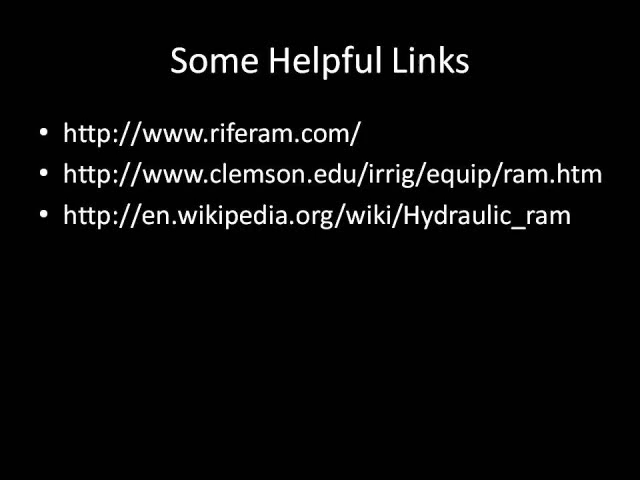 Some Helpful Links
• http://www.riferam.com/
• http://www.clemson.edu/irrig/equip/ram.htm
• http://en.wikipedia.org/wiki/Hydraulic_ram